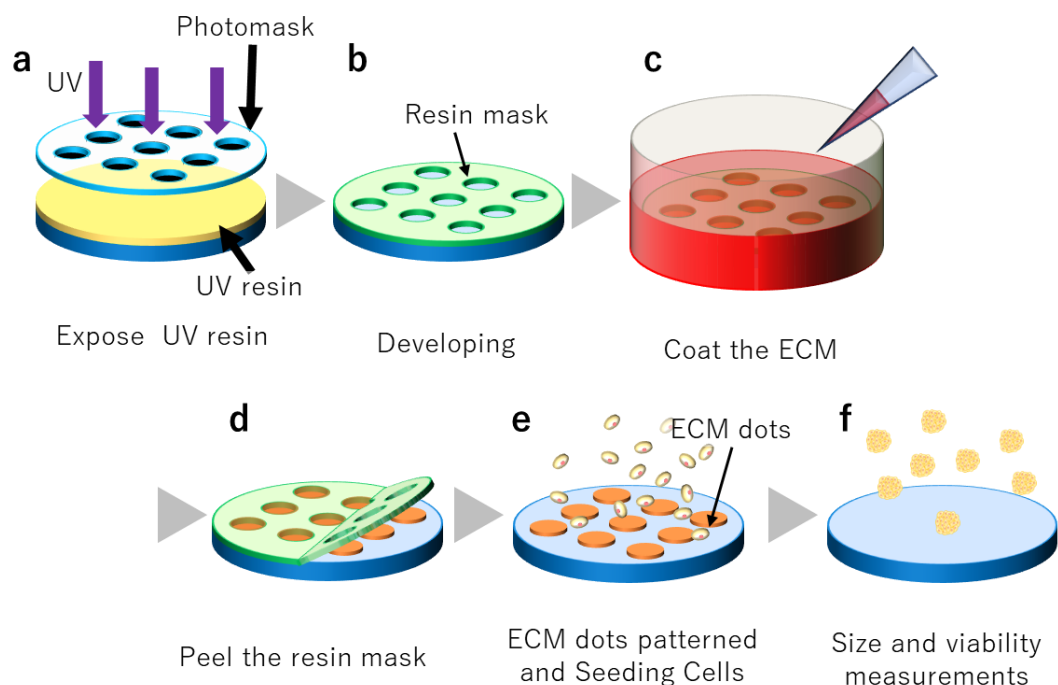 Photomask
a
UV
b
c
Resin mask
UV resin
Expose UV resin
Developing
Coat the ECM
d
e
ECM dots
f
Peel the resin mask
ECM dots patterned
and Seeding Cells
Size and viability
measurements